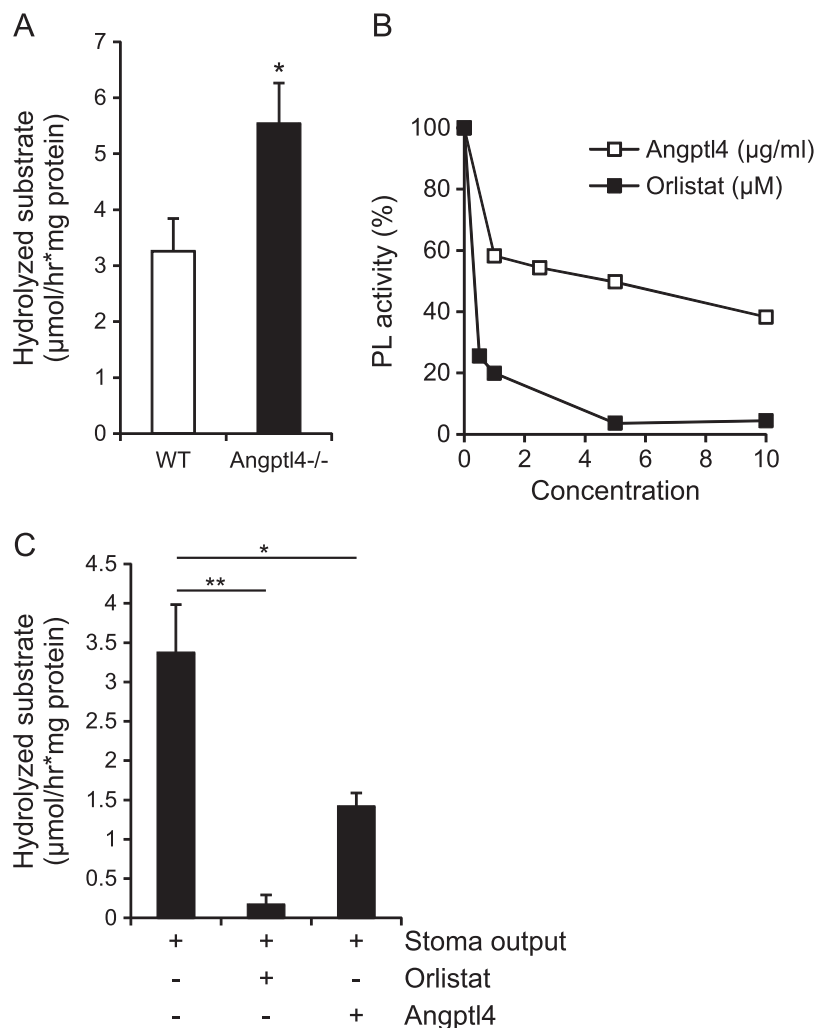 A
Hydrolyzed substrate
(µmol/hr*mg protein)
7
6
5
4
3
2
1
0
*
WT
Angptl4-/-
B
PL activity (%)
100
80
60
40
20
0
Angptl4 (µg/ml)
Orlistat (µM)
0 2 4 6 8 10
Concentration
C
Hydrolyzed substrate
(µmol/hr*mg protein)
4.5
4
3.5
3
2.5
2
1.5
1
0.5
0
*
**
+ + + Stoma output
- + - Orlistat
- - + Angptl4